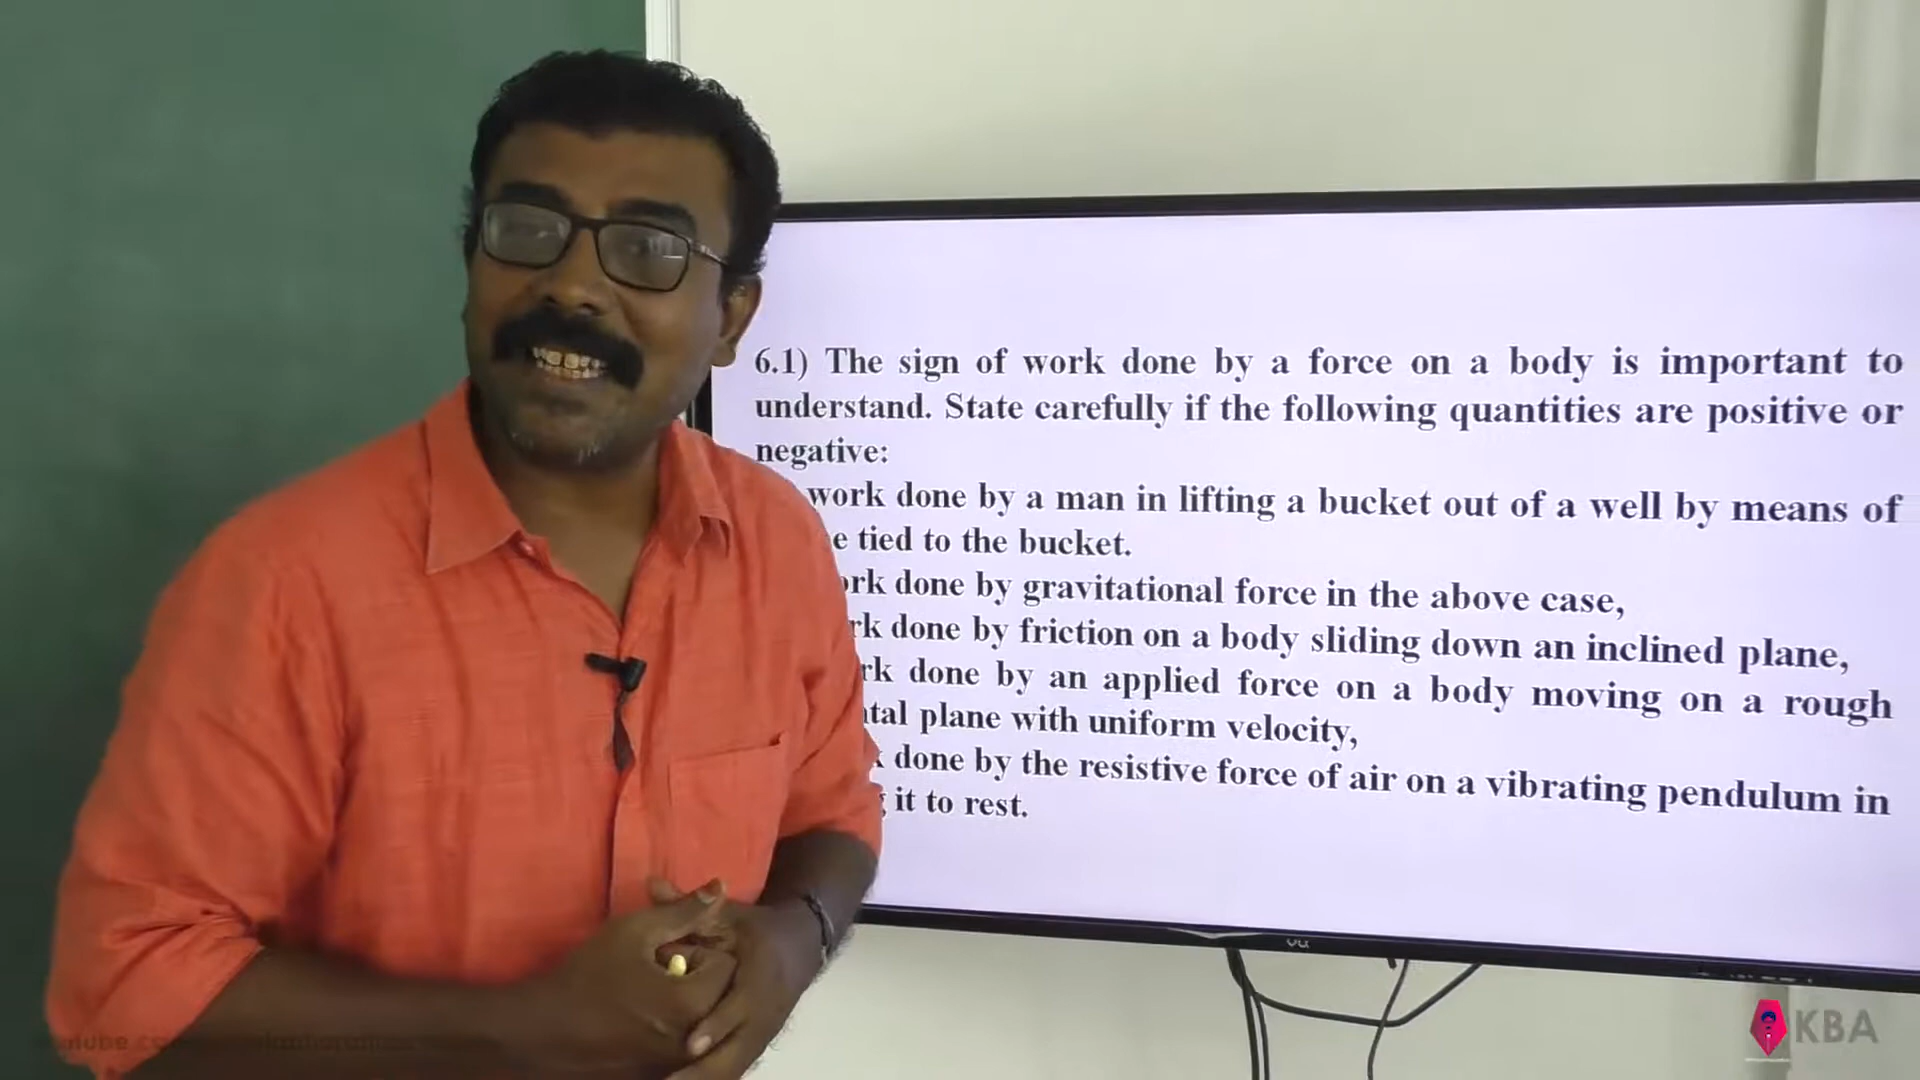 6.1) The sign of work done by a force on a body is important to
understand. State carefully if the following quantities are positive or
negative:
work done by a man in lifting a bucket out of a well by means of
tied to the bucket.
done by gravitational force in the above case,
done by friction on a body sliding down an inclined plane,
done by an applied force on a body moving on a rough
plane with uniform velocity,
done by the resistive force of air on a vibrating pendulum in
it to rest.
VU
KBA